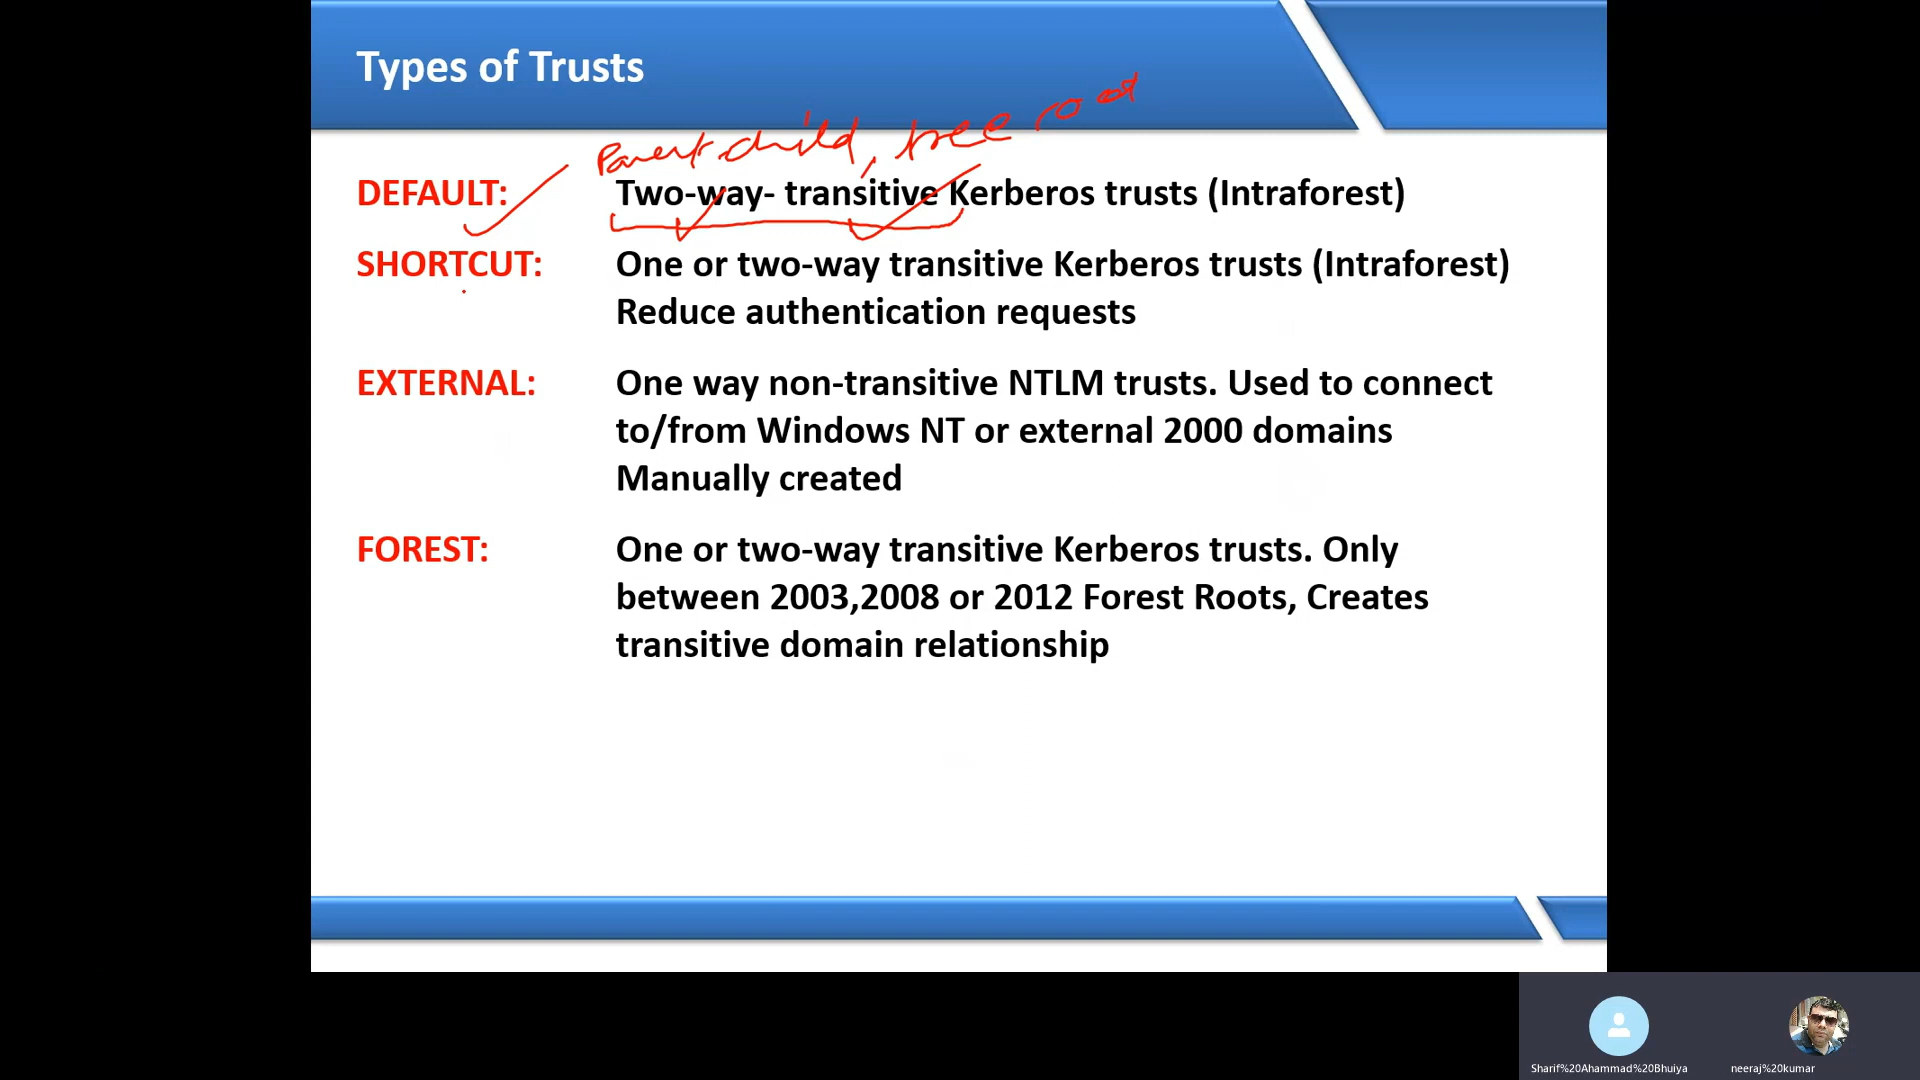 Types of Trusts
Parent-child, tree root
DEFAULT: Two-way- transitive Kerberos trusts (Intraforest)
SHORTCUT: One or two-way transitive Kerberos trusts (Intraforest)
Reduce authentication requests
EXTERNAL: One way non-transitive NTLM trusts. Used to connect
to/from Windows NT or external 2000 domains
Manually created
FOREST: One or two-way transitive Kerberos trusts. Only
between 2003,2008 or 2012 Forest Roots, Creates
transitive domain relationship
Sharif%20Ahammad%20Bhuiya neeraj%20kumar